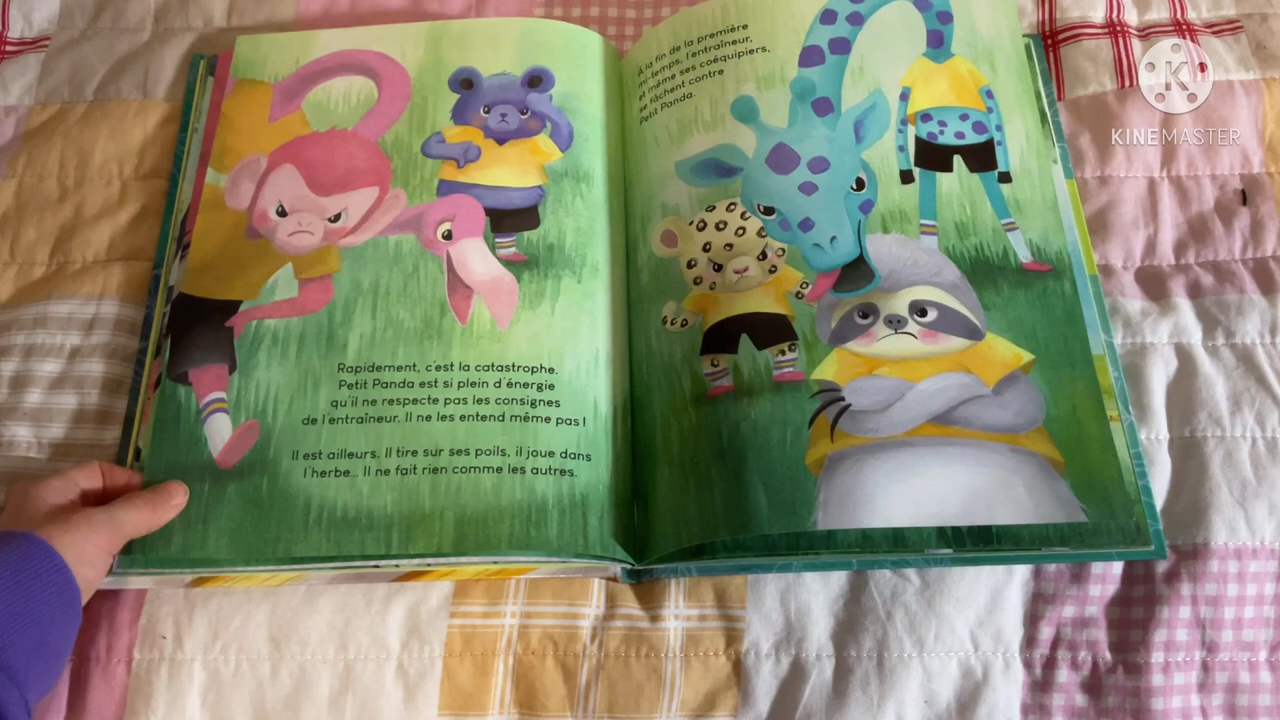 Rapidement, c'est la catastrophe.
Petit Panda est si plein d'énergie
qu'il ne respecte pas les consignes
de l'entraîneur. Il ne les entend même pas !
Il est ailleurs. Il tire sur ses poils, il joue dans
l'herbe... Il ne fait rien comme les autres.
À la fin de la première
mi-temps, l'entraîneur,
et même ses coéquipiers,
se fâchent contre
Petit Panda.
KINEMASTER